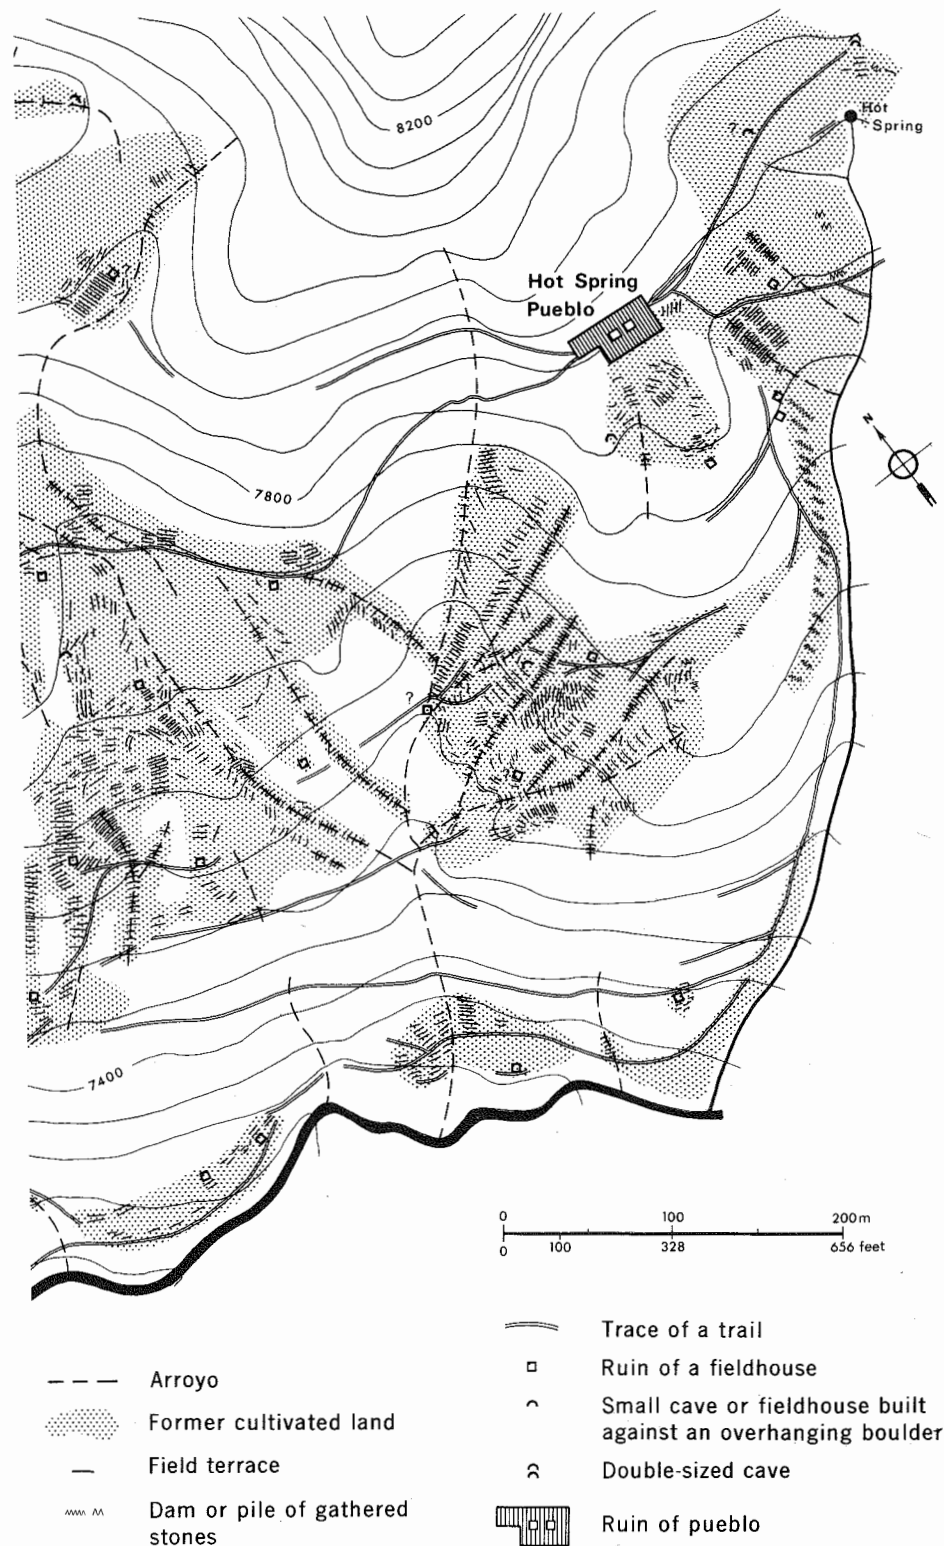 8200
?
Hot
Spring
Hot Spring
Pueblo
N
7800
?
?
7400
0 100 200m
0 100 328 656 feet
Trace of a trail
Ruin of a fieldhouse
Small cave or fieldhouse built
against an overhanging boulder
Double-sized cave
Ruin of pueblo
Arroyo
Former cultivated land
Field terrace
Dam or pile of gathered
stones